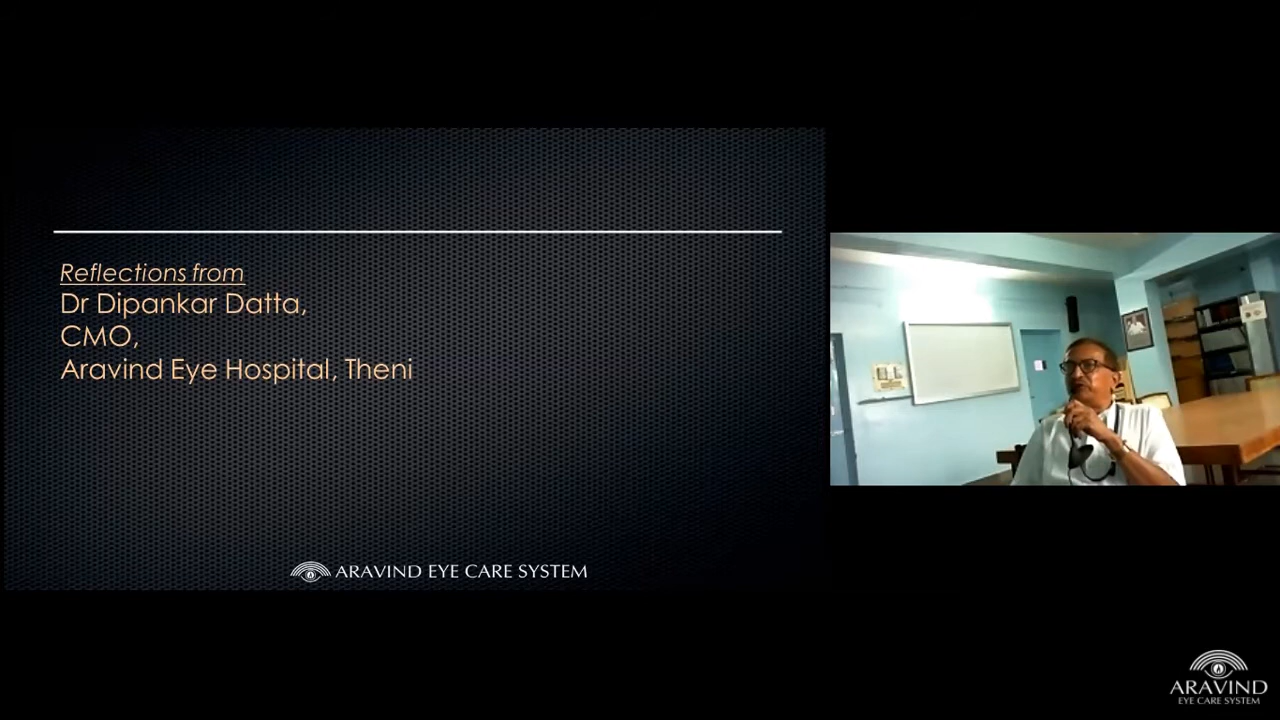 Reflections from
Dr Dipankar Datta,
CMO,
Aravind Eye Hospital, Theni
ARAVIND EYE CARE SYSTEM
ARAVIND
EYE CARE SYSTEM